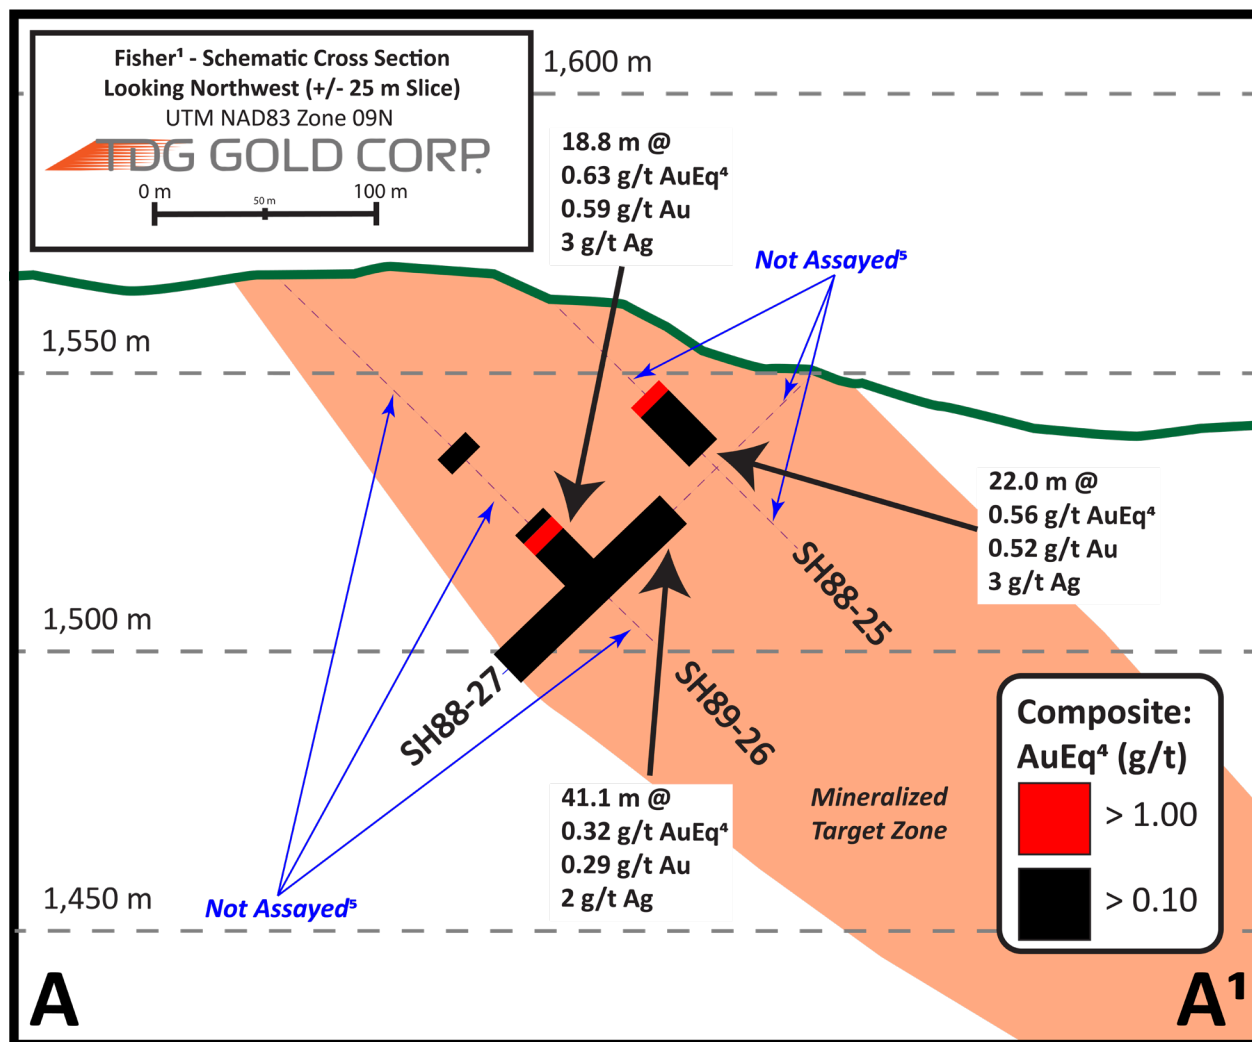 Fisher¹ - Schematic Cross Section
Looking Northwest (+/- 25 m Slice)
UTM NAD83 Zone 09N
TDG GOLD CORP.
0 m 50 m 100 m
1,600 m
18.8 m @
0.63 g/t AuEq⁴
0.59 g/t Au
3 g/t Ag
Not Assayed⁵
1,550 m
22.0 m @
0.56 g/t AuEq⁴
0.52 g/t Au
3 g/t Ag
SH88-25
1,500 m
SH88-27
SH89-26
41.1 m @
0.32 g/t AuEq⁴
0.29 g/t Au
2 g/t Ag
Mineralized
Target Zone
Composite:
AuEq⁴ (g/t)
> 1.00
> 0.10
1,450 m
Not Assayed⁵
A
A¹